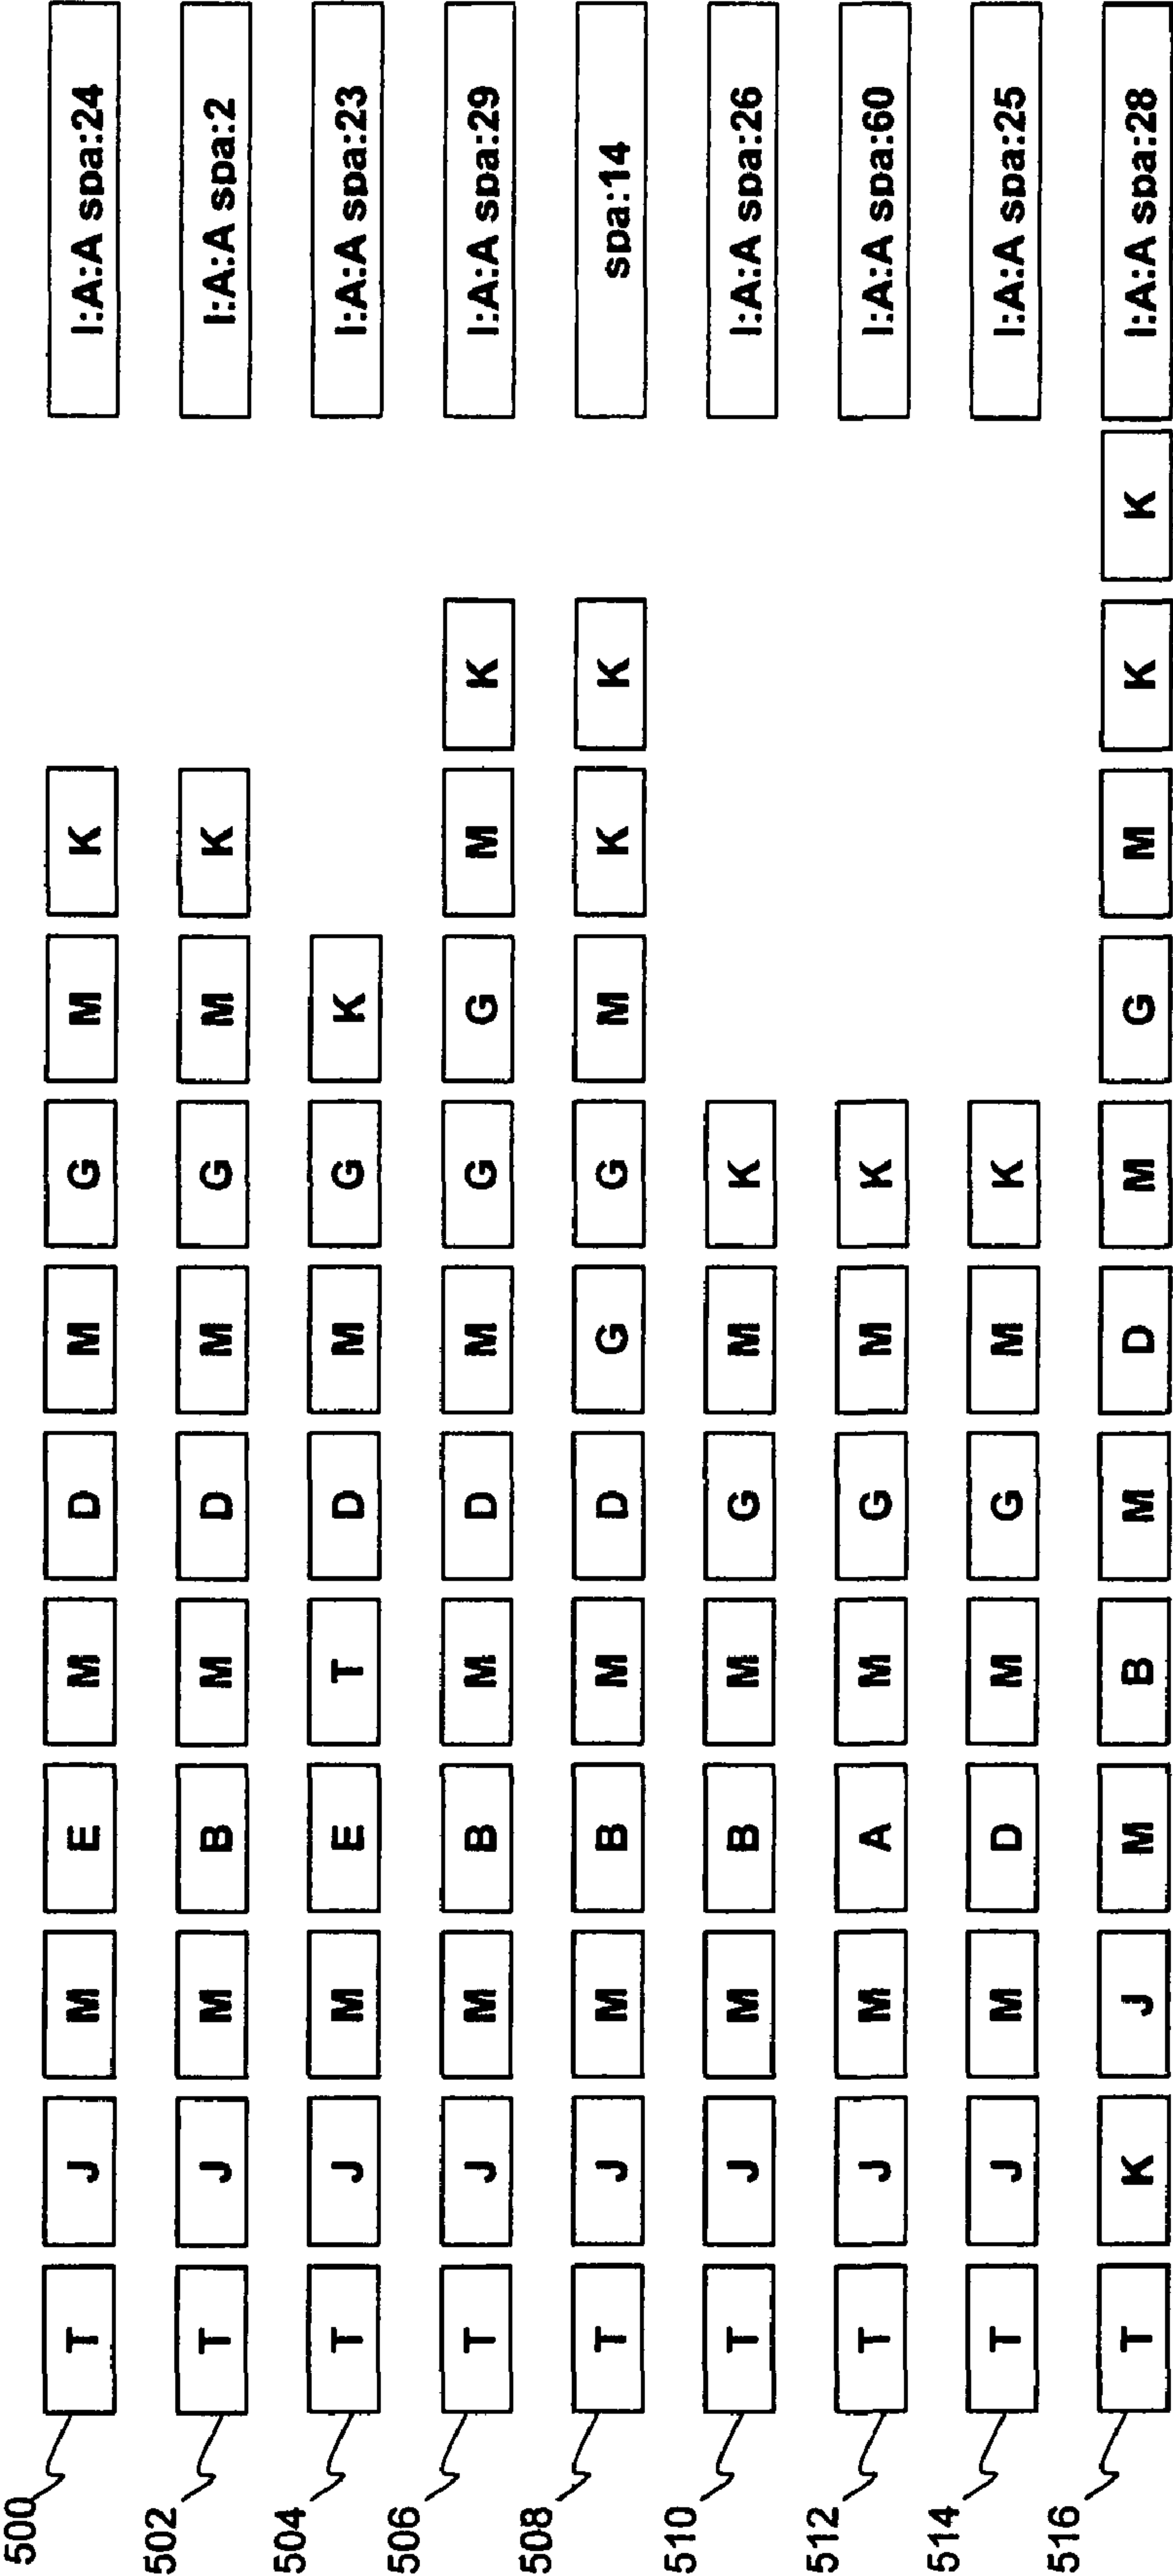 500 T J M E M D M G M K I:A:A spa:24
502 T J M B M D M G M K I:A:A spa:2
504 T J M E T D M G K I:A:A spa:23
506 T J M B M D M G G M K I:A:A spa:29
508 T J M B M D G G M K K spa:14
510 T J M B M G M K I:A:A spa:26
512 T J M A M G M K I:A:A spa:60
514 T J M D M G M K I:A:A spa:25
516 T K J M B M D M G M K K I:A:A spa:28